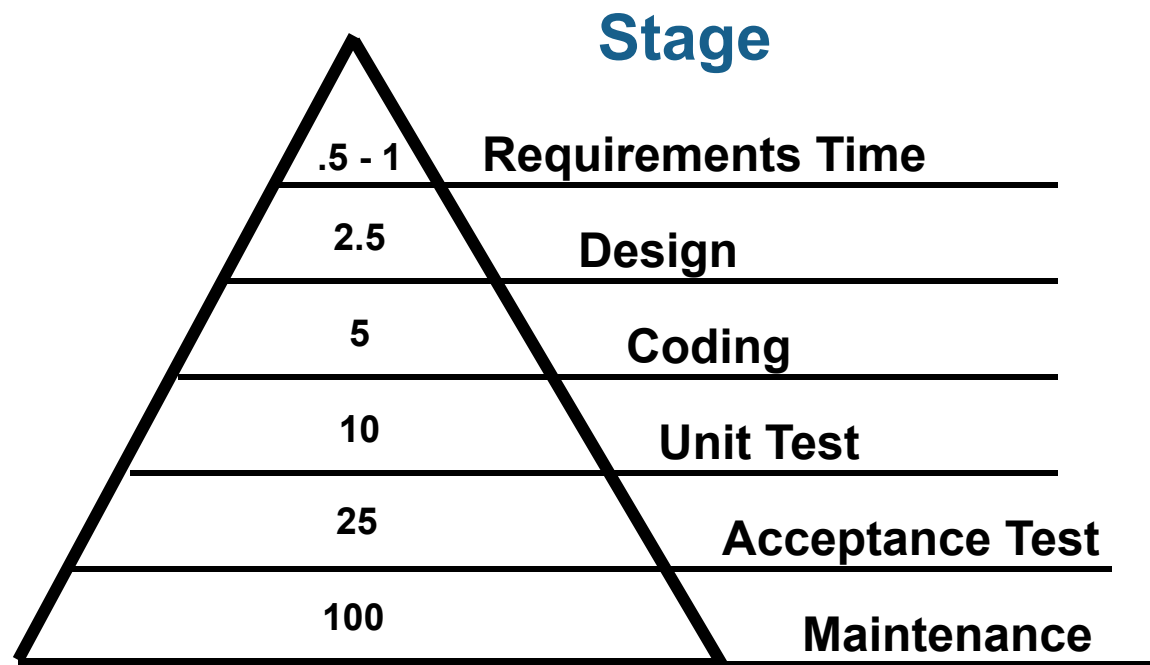 Stage
.5 - 1 Requirements Time
2.5 Design
5 Coding
10 Unit Test
25 Acceptance Test
100 Maintenance